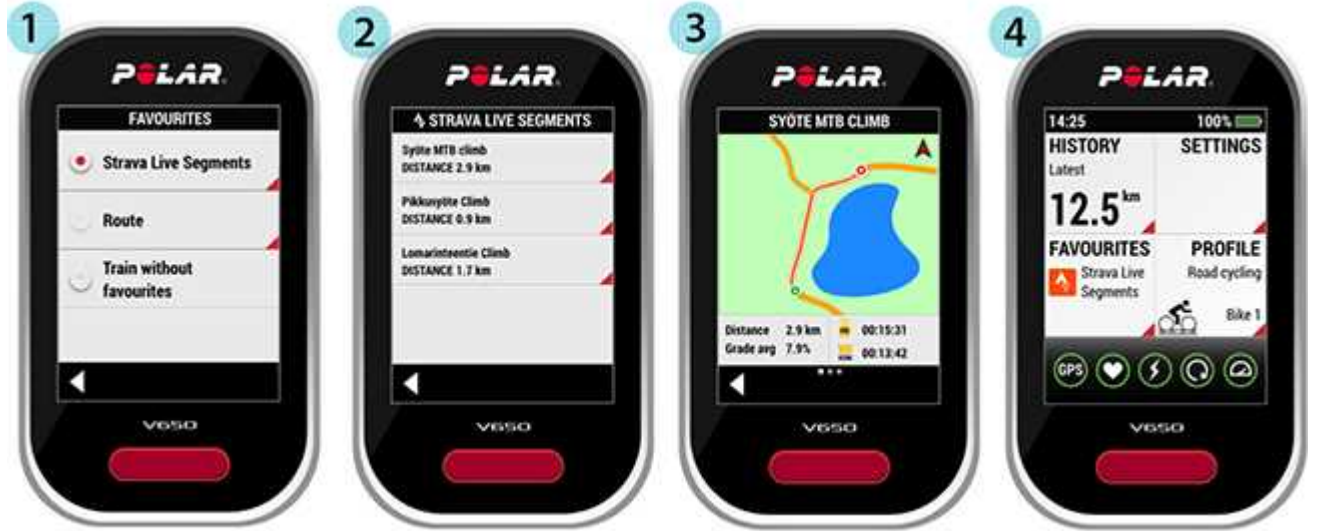 1
POLAR
FAVOURITES
Strava Live Segments
Route
Train without
favourites
V650
2
POLAR
STRAVA LIVE SEGMENTS
Syöte MTB climb
DISTANCE 2.9 km
Pikkusyöte Climb
DISTANCE 0.9 km
Lomarinteentie Climb
DISTANCE 1.7 km
V650
3
POLAR
SYÖTE MTB CLIMB
Distance 2.9 km 00:15:31
Grade avg 7.9% 00:13:42
V650
4
POLAR
14:25 100%
HISTORY SETTINGS
Latest
12.5 km
FAVOURITES PROFILE
Strava Live Road cycling
Segments
Bike 1
GPS
V650